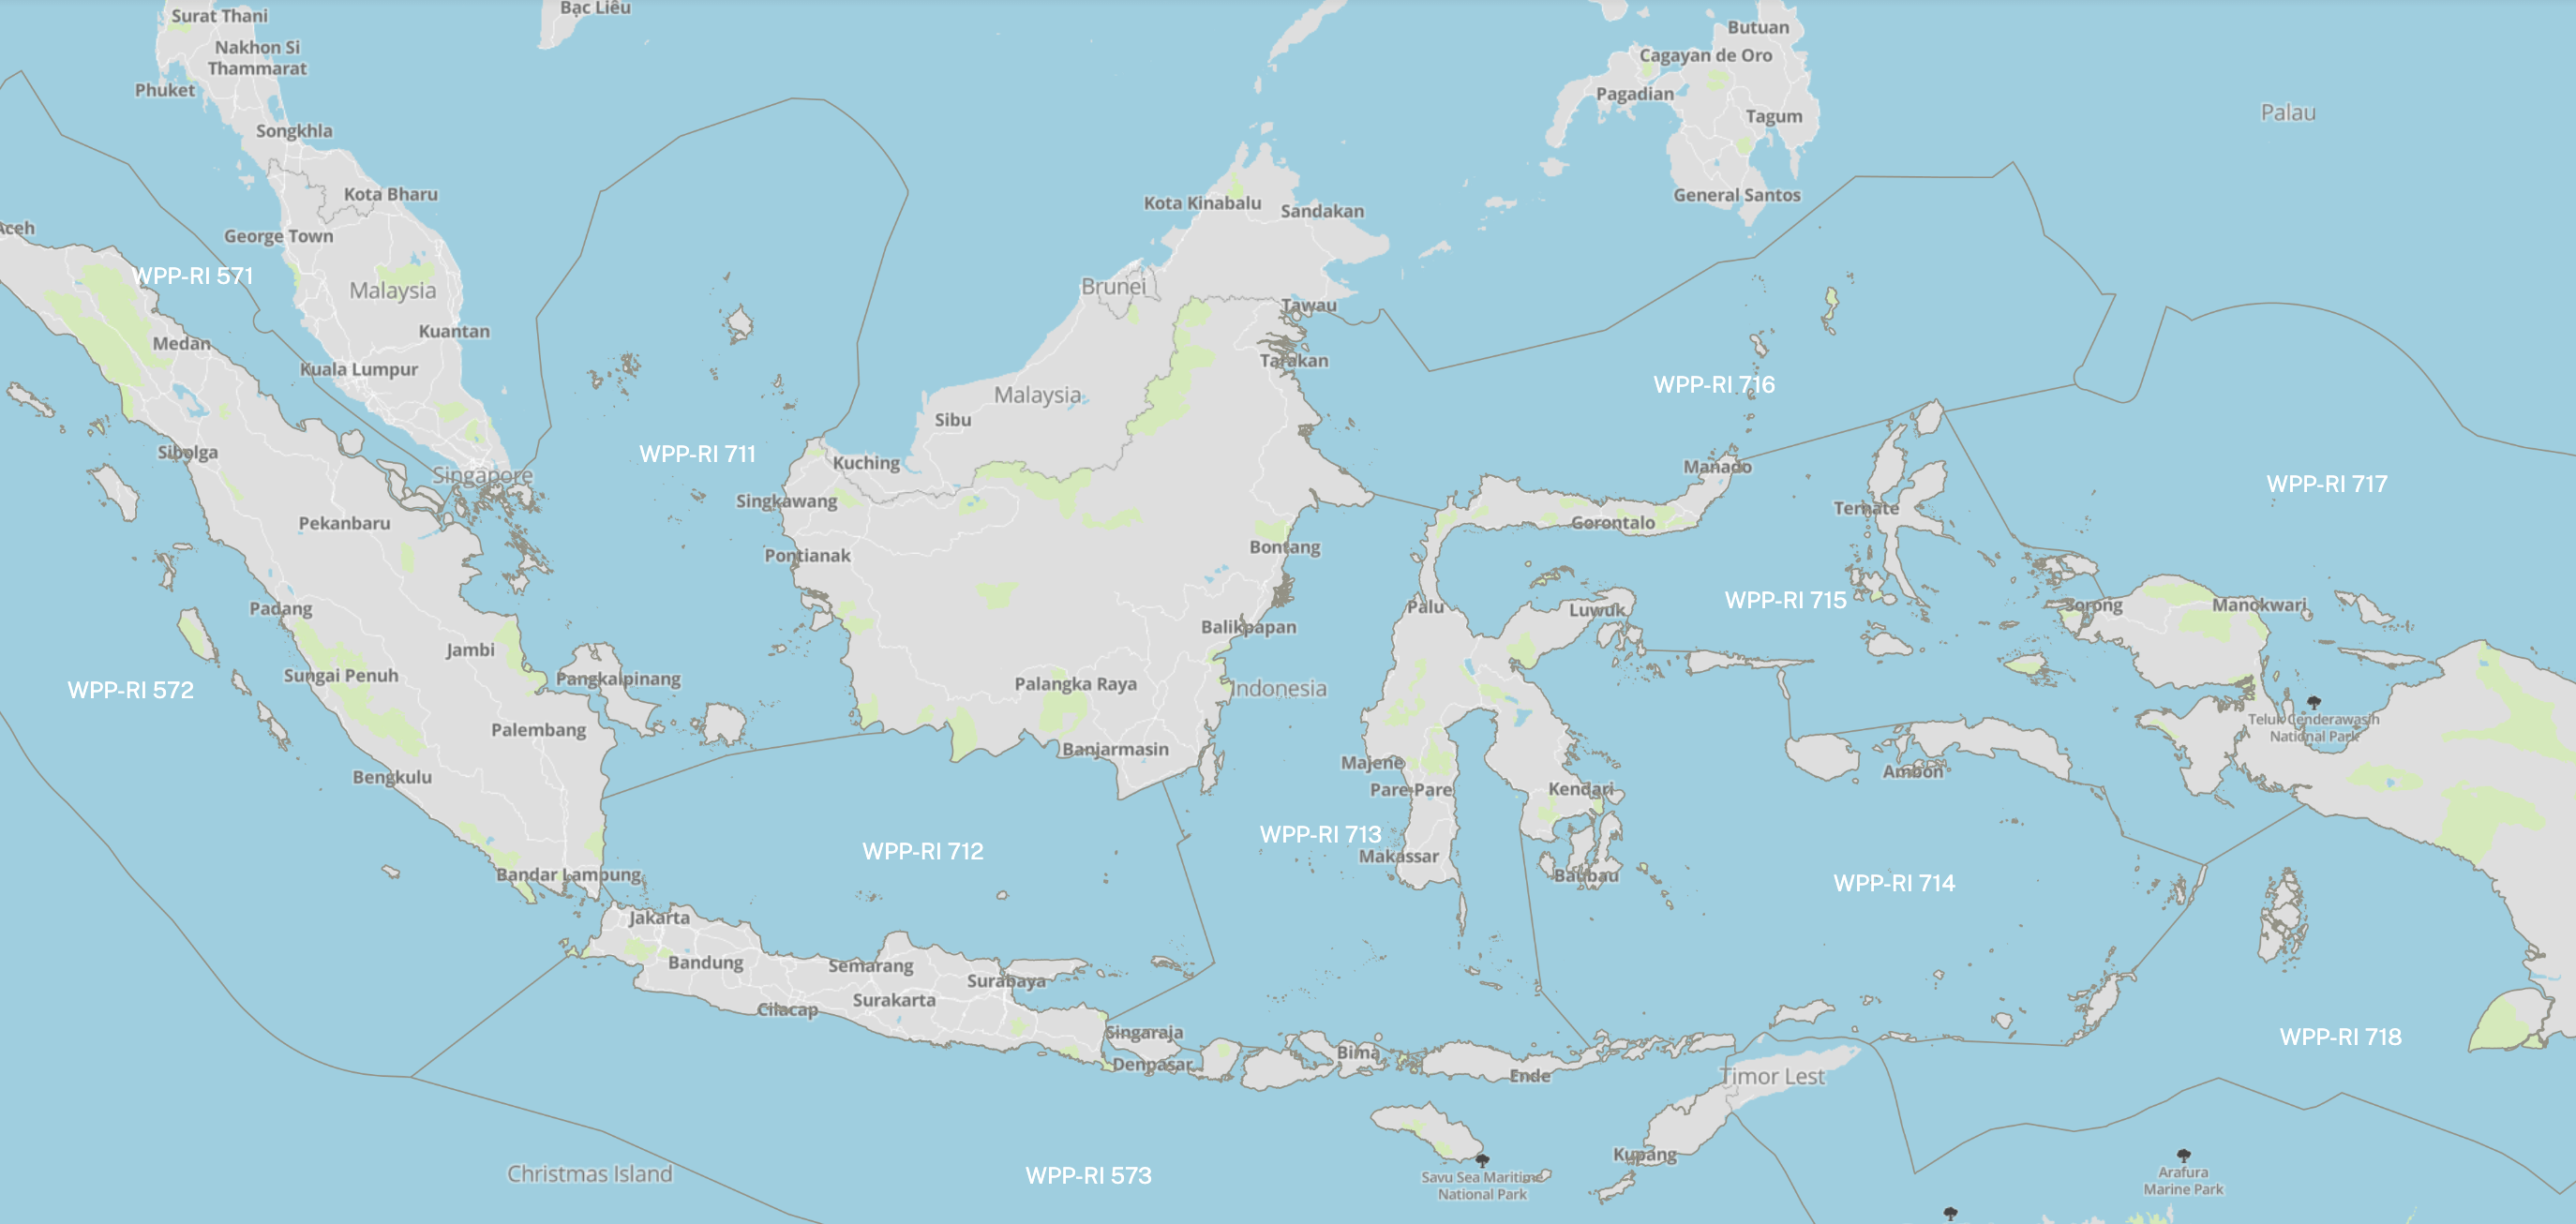 Surat Thani
Bạc Liêu
Butuan
Nakhon Si
Thammarat
Cagayan de Oro
Phuket
Pagadian
Palau
Tagum
Songkhla
Kota Bharu
General Santos
Kota Kinabalu
Sandakan
Aceh
George Town
WPP-RI 571
Malaysia
Brunei
Tawau
Kuantan
Medan
Tarakan
Kuala Lumpur
WPP-RI 716
Malaysia
Sibu
WPP-RI 711
Sibolga
Kuching
Manado
Singapore
WPP-RI 717
Singkawang
Ternate
Pekanbaru
Gorontalo
Pontianak
Bontang
WPP-RI 715
Padang
Palu
Luwuk
Sorong
Manokwari
Balikpapan
Jambi
Sungai Penuh
Pangkalpinang
Palangka Raya
Indonesia
WPP-RI 572
Teluk Cenderawasih
National Park
Palembang
Banjarmasin
Majene
Ambon
Bengkulu
Pare-Pare
Kendari
WPP-RI 713
WPP-RI 712
Makassar
Bandar Lampung
Baubau
WPP-RI 714
Jakarta
Bandung
Semarang
Surabaya
Surakarta
Cilacap
Singaraja
WPP-RI 718
Bima
Denpasar
Ende
Timor Lest
Kupang
Christmas Island
WPP-RI 573
Savu Sea Maritime
National Park
Arafura
Marine Park